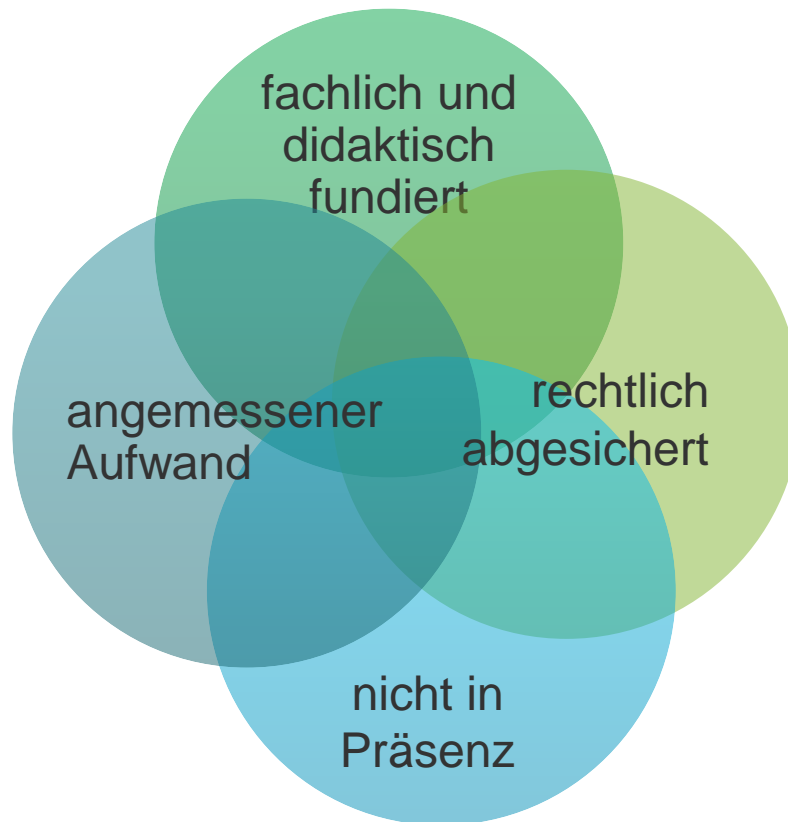 fachlich und
didaktisch
fundiert
angemessener
Aufwand
rechtlich
abgesichert
nicht in
Präsenz